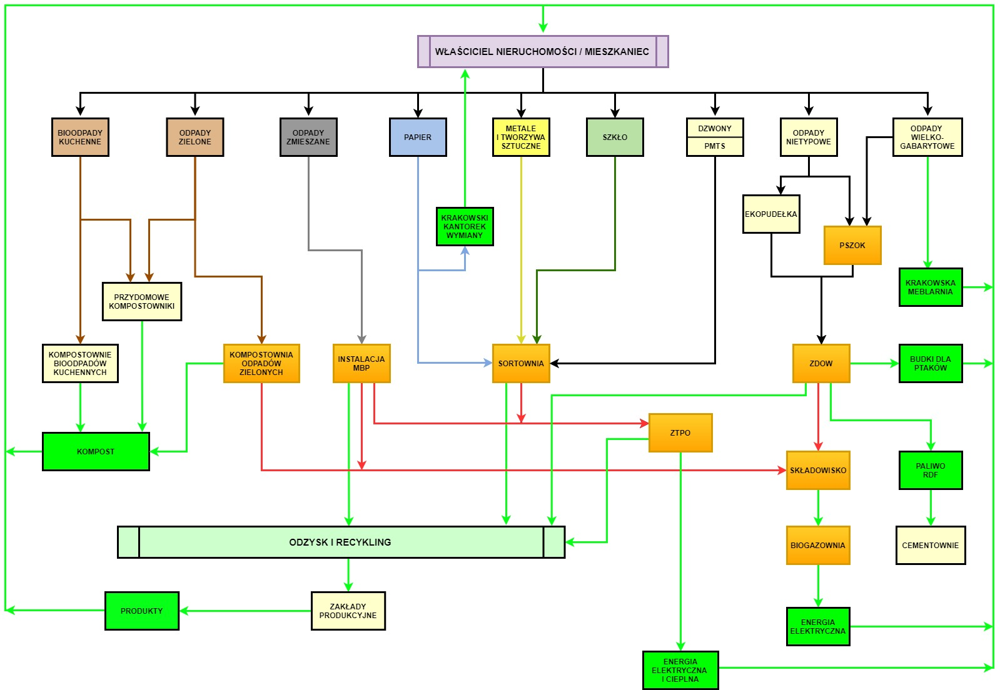 WŁAŚCICIEL NIERUCHOMOŚCI / MIESZKANIEC
BIOODPADY
KUCHENNE
ODPADY
ZIELONE
ODPADY
ZMIESZANE
PAPIER
METALE
I TWORZYWA
SZTUCZNE
SZKŁO
DZWONY
PMTS
ODPADY
NIETYPOWE
ODPADY
WIELKO-
GABARYTOWE
KRAKOWSKI
KANTOREK
WYMIANY
EKOPUDEŁKA
PSZOK
KRAKOWSKA
MEBLARNIA
PRZYDOMOWE
KOMPOSTOWNIKI
KOMPOSTOWNIE
BIOODPADÓW
KUCHENNYCH
KOMPOSTOWNIA
ODPADÓW
ZIELONYCH
INSTALACJA
MBP
SORTOWNIA
ZDOW
BUDKI DLA
PTAKÓW
KOMPOST
ZTPO
SKŁADOWISKO
PALIWO
RDF
ODZYSK I RECYKLING
BIOGAZOWNIA
CEMENTOWNIE
PRODUKTY
ZAKŁADY
PRODUKCYJNE
ENERGIA
ELEKTRYCZNA
ENERGIA
ELEKTRYCZNA
I CIEPLNA